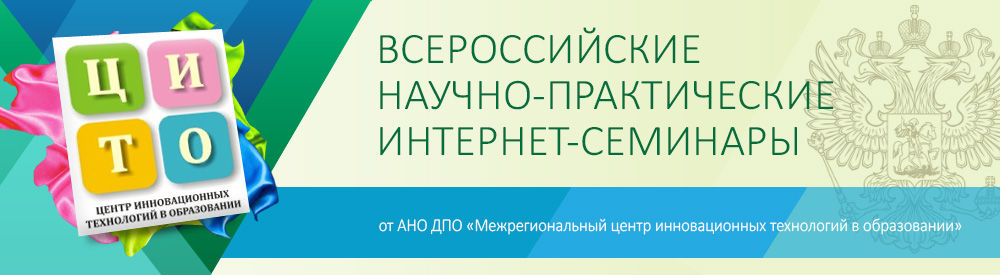 Ц И
Т О
ЦЕНТР ИННОВАЦИОННЫХ
ТЕХНОЛОГИЙ В ОБРАЗОВАНИИ
ВСЕРОССИЙСКИЕ
НАУЧНО-ПРАКТИЧЕСКИЕ
ИНТЕРНЕТ-СЕМИНАРЫ
от АНО ДПО «Межрегиональный центр инновационных технологий в образовании»